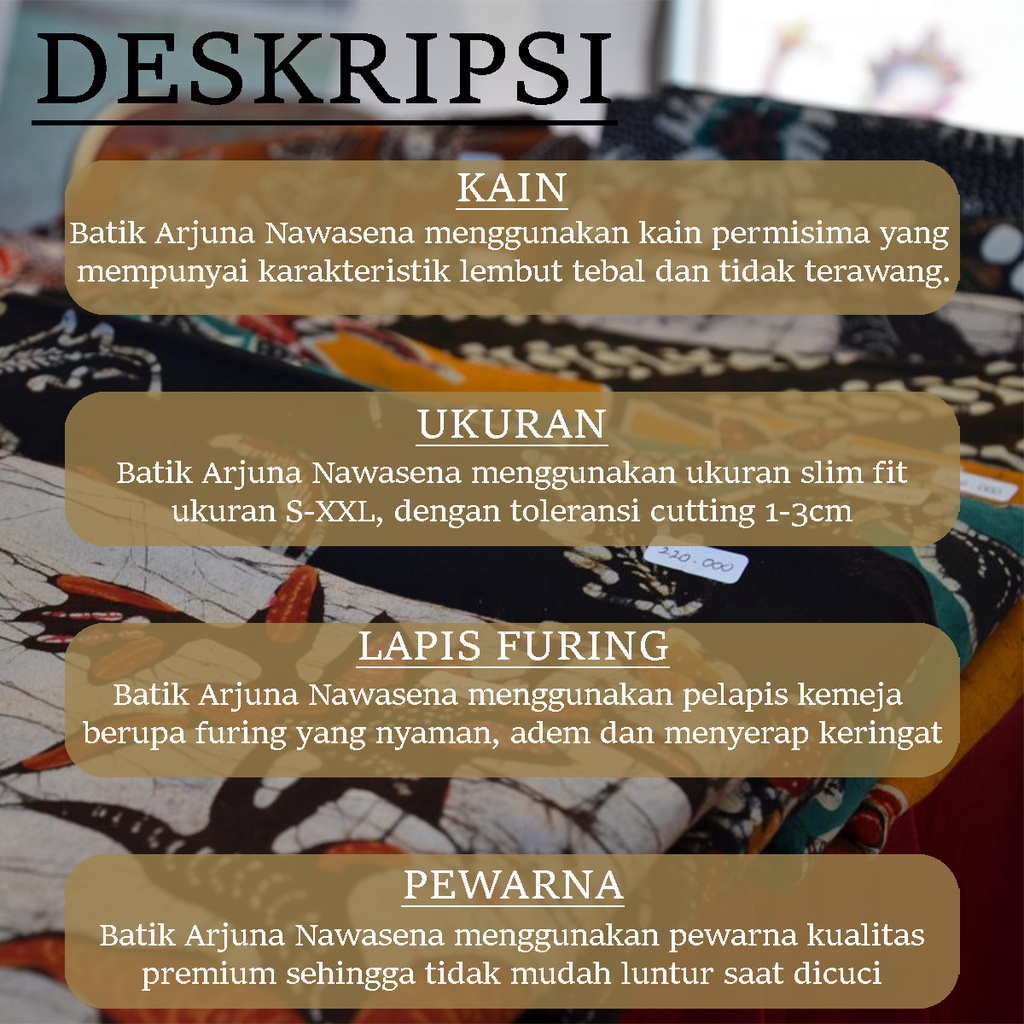 DESKRIPSI
KAIN
Batik Arjuna Nawasena menggunakan kain permisima yang
mempunyai karakteristik lembut tebal dan tidak terawang.
UKURAN
Batik Arjuna Nawasena menggunakan ukuran slim fit
ukuran S-XXL, dengan toleransi cutting 1-3cm
220.000
LAPIS FURING
Batik Arjuna Nawasena menggunakan pelapis kemeja
berupa furing yang nyaman, adem dan menyerap keringat
PEWARNA
Batik Arjuna Nawasena menggunakan pewarna kualitas
premium sehingga tidak mudah luntur saat dicuci